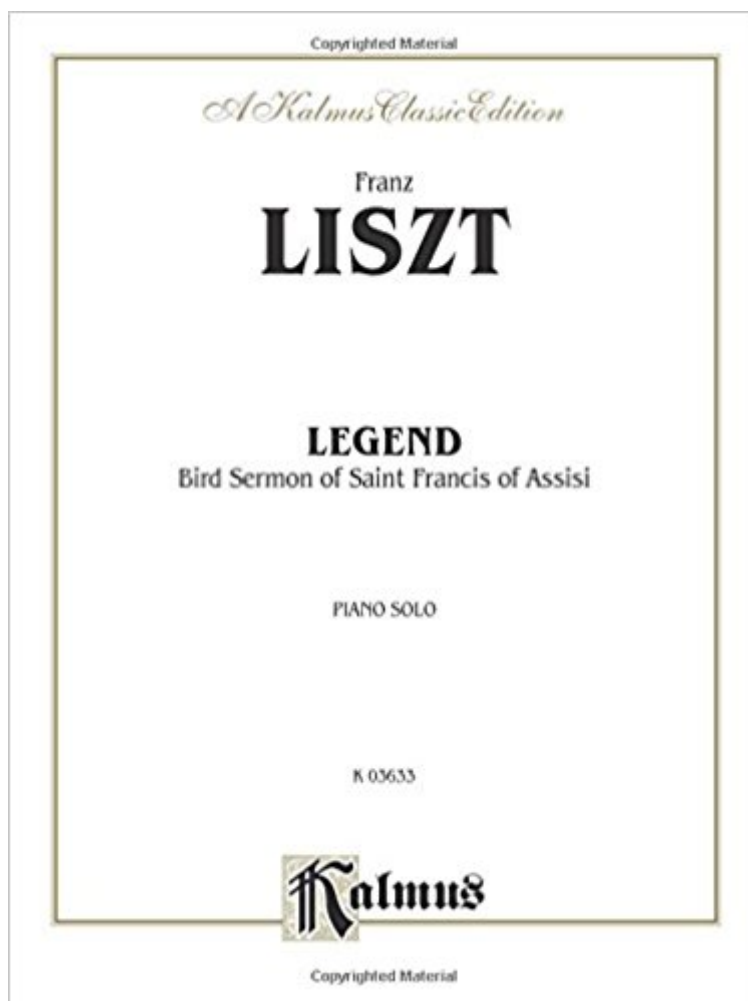 Copyrighted Material
A Kalmus Classic Edition
Franz
LISZT
LEGEND
Bird Sermon of Saint Francis of Assisi
PIANO SOLO
K 03633
Kalmus
Copyrighted Material